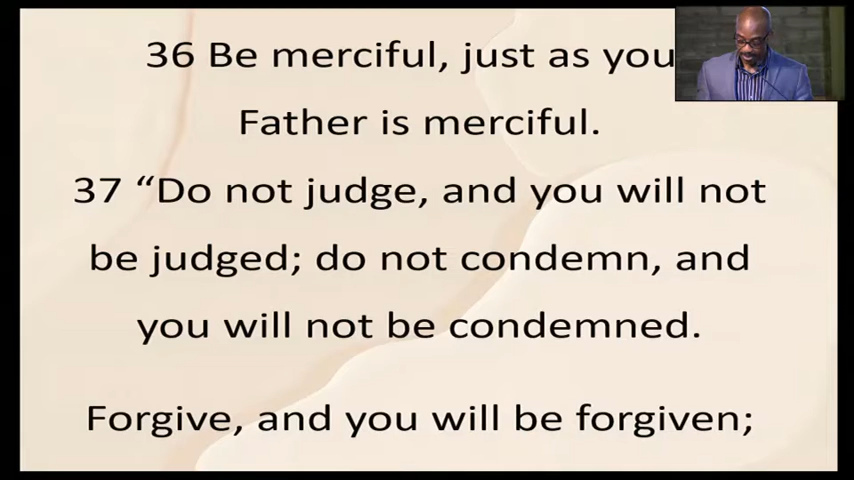 36 Be merciful, just as you
Father is merciful.
37 “Do not judge, and you will not
be judged; do not condemn, and
you will not be condemned.
Forgive, and you will be forgiven;